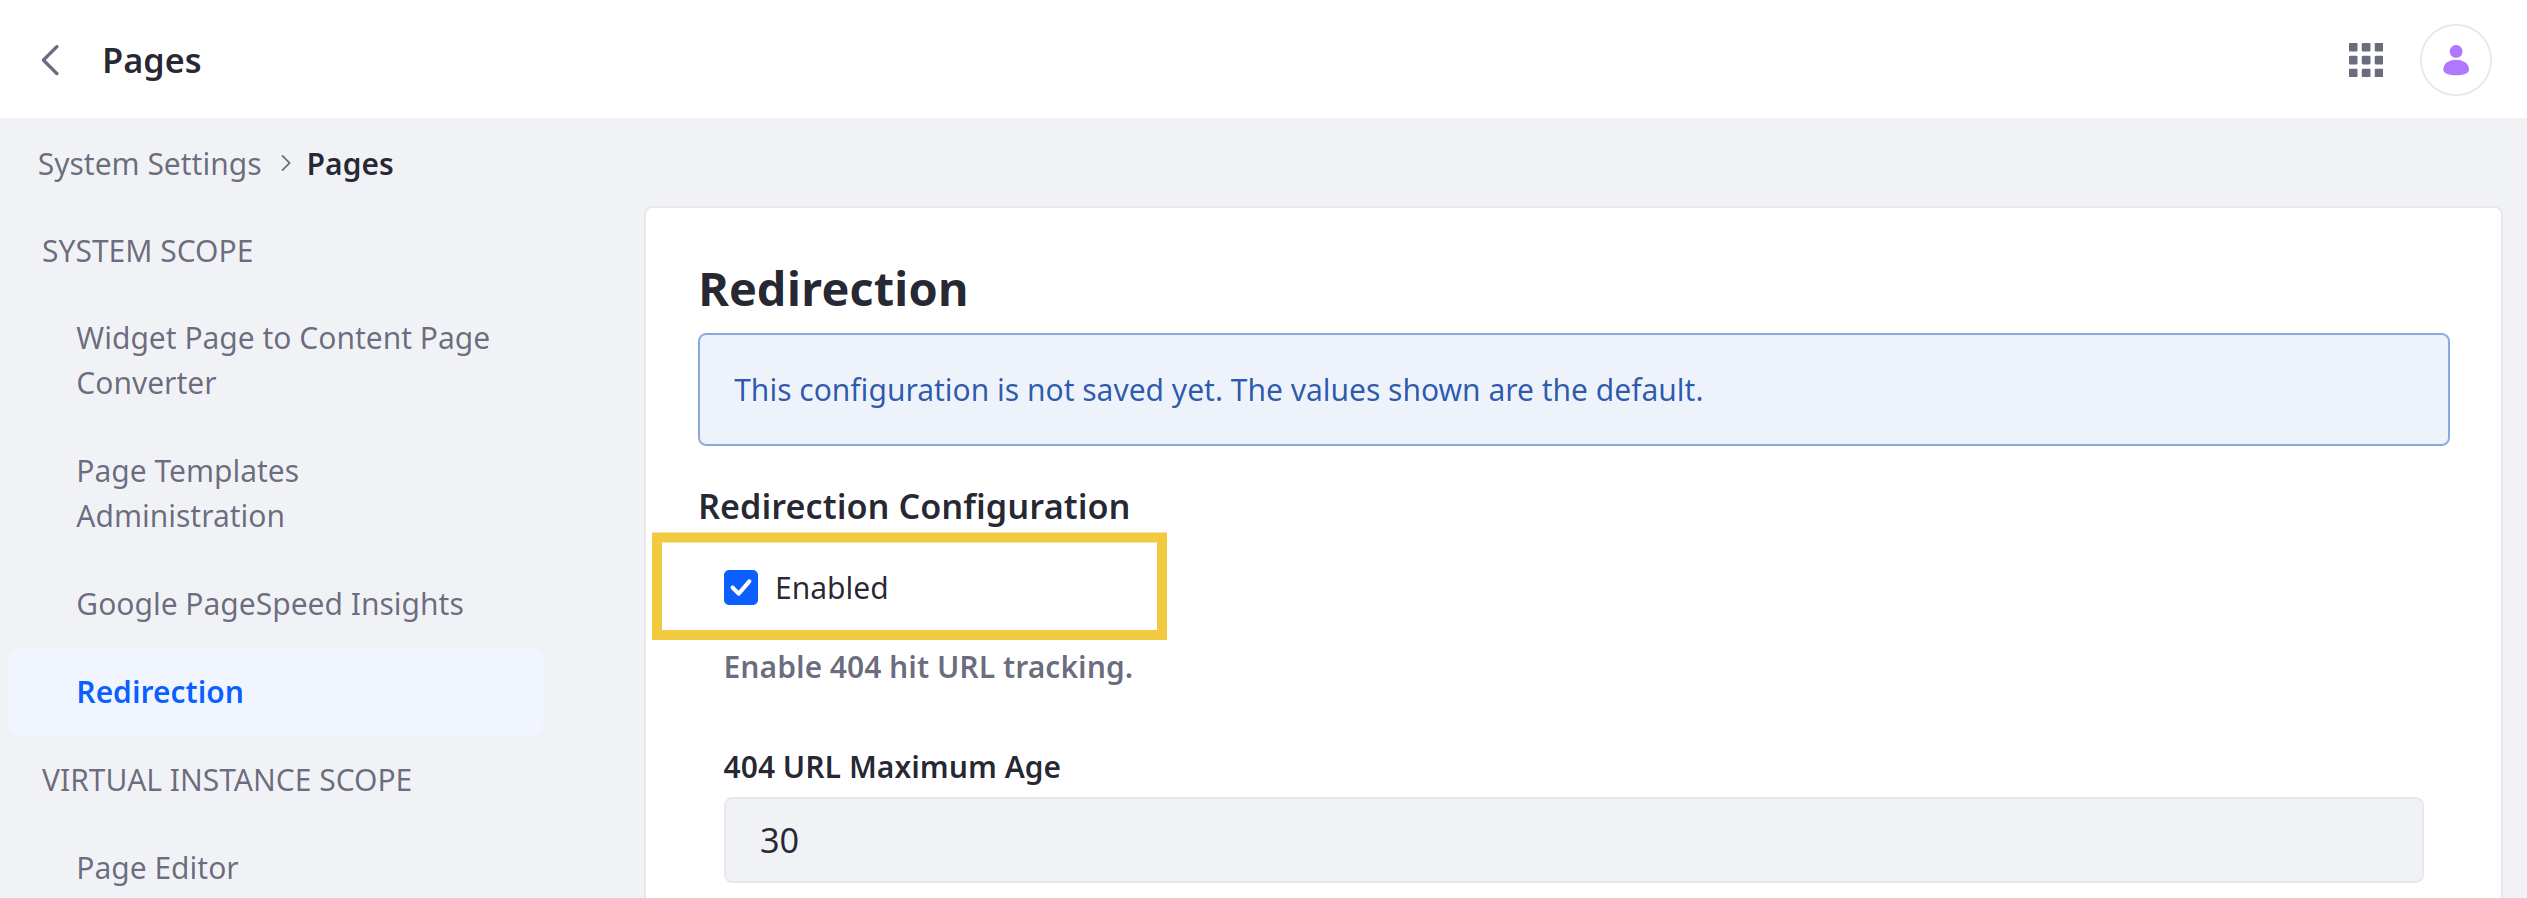 Pages
System Settings > Pages
SYSTEM SCOPE
Widget Page to Content Page
Converter
Page Templates
Administration
Google PageSpeed Insights
Redirection
VIRTUAL INSTANCE SCOPE
Page Editor
Redirection
This configuration is not saved yet. The values shown are the default.
Redirection Configuration
Enabled
Enable 404 hit URL tracking.
404 URL Maximum Age
30